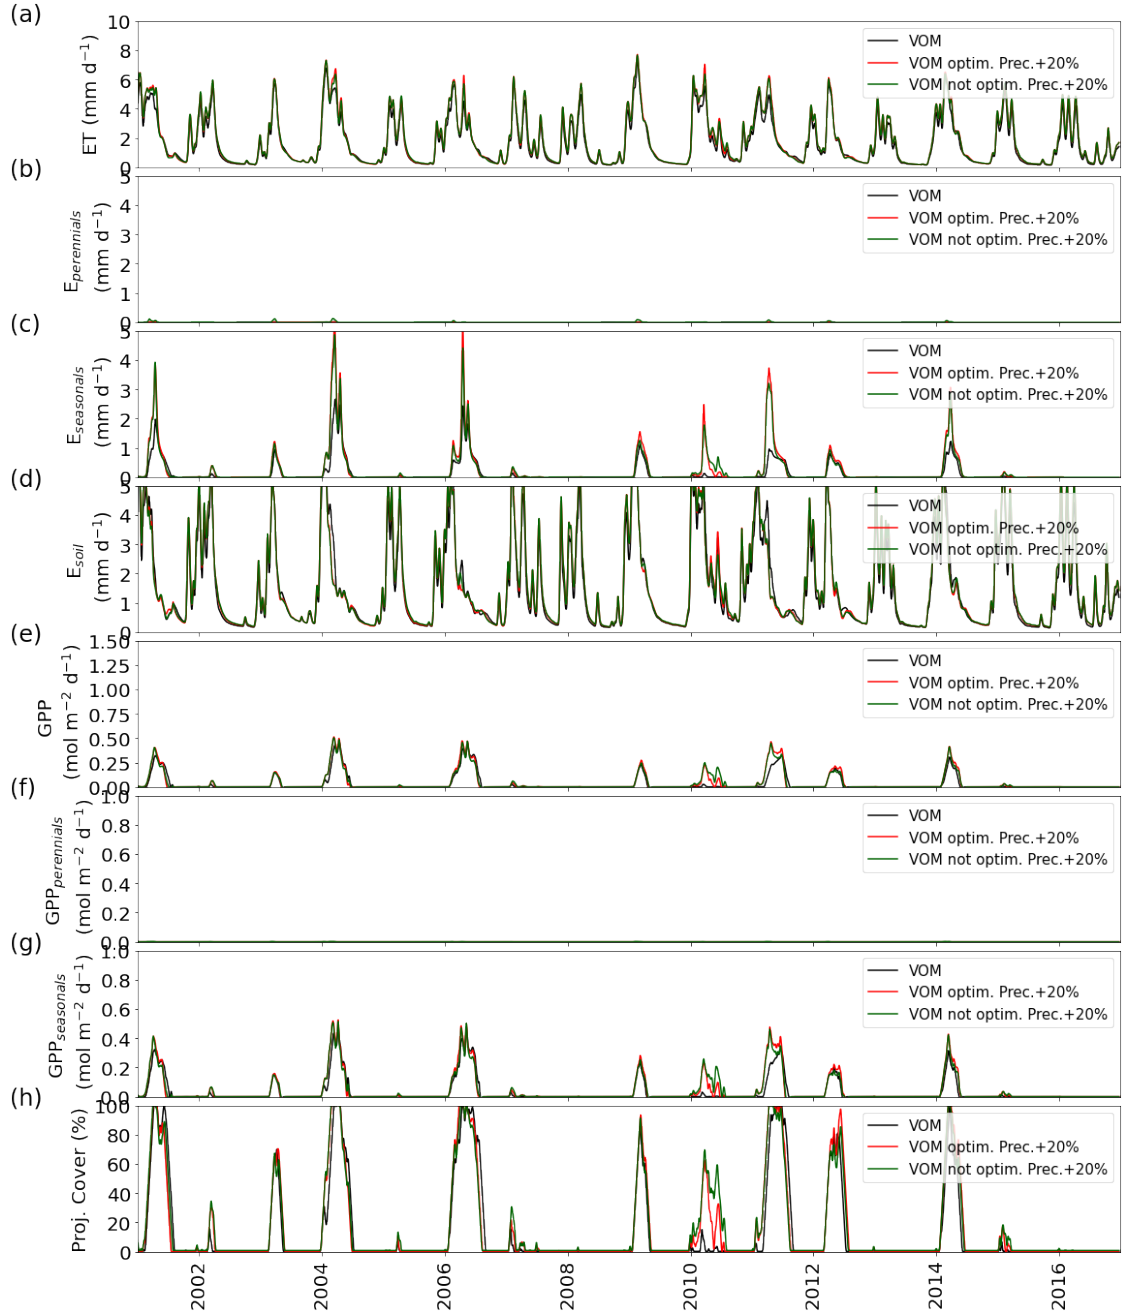 (a)
10
8
6
4
2
0
ET (mm d⁻¹)
VOM
VOM optim. Prec.+20%
VOM not optim. Prec.+20%
(b)
5
4
3
2
1
0
E_perennials
(mm d⁻¹)
VOM
VOM optim. Prec.+20%
VOM not optim. Prec.+20%
(c)
5
4
3
2
1
0
E_seasonals
(mm d⁻¹)
VOM
VOM optim. Prec.+20%
VOM not optim. Prec.+20%
(d)
5
4
3
2
1
0
E_soil
(mm d⁻¹)
VOM
VOM optim. Prec.+20%
VOM not optim. Prec.+20%
(e)
1.50
1.25
1.00
0.75
0.50
0.25
0.00
GPP
(mol m⁻² d⁻¹)
VOM
VOM optim. Prec.+20%
VOM not optim. Prec.+20%
(f)
1.0
0.8
0.6
0.4
0.2
0.0
GPP_perennials
(mol m⁻² d⁻¹)
VOM
VOM optim. Prec.+20%
VOM not optim. Prec.+20%
(g)
1.0
0.8
0.6
0.4
0.2
0.0
GPP_seasonals
(mol m⁻² d⁻¹)
VOM
VOM optim. Prec.+20%
VOM not optim. Prec.+20%
(h)
100
80
60
40
20
0
Proj. Cover (%)
VOM
VOM optim. Prec.+20%
VOM not optim. Prec.+20%
2002
2004
2006
2008
2010
2012
2014
2016